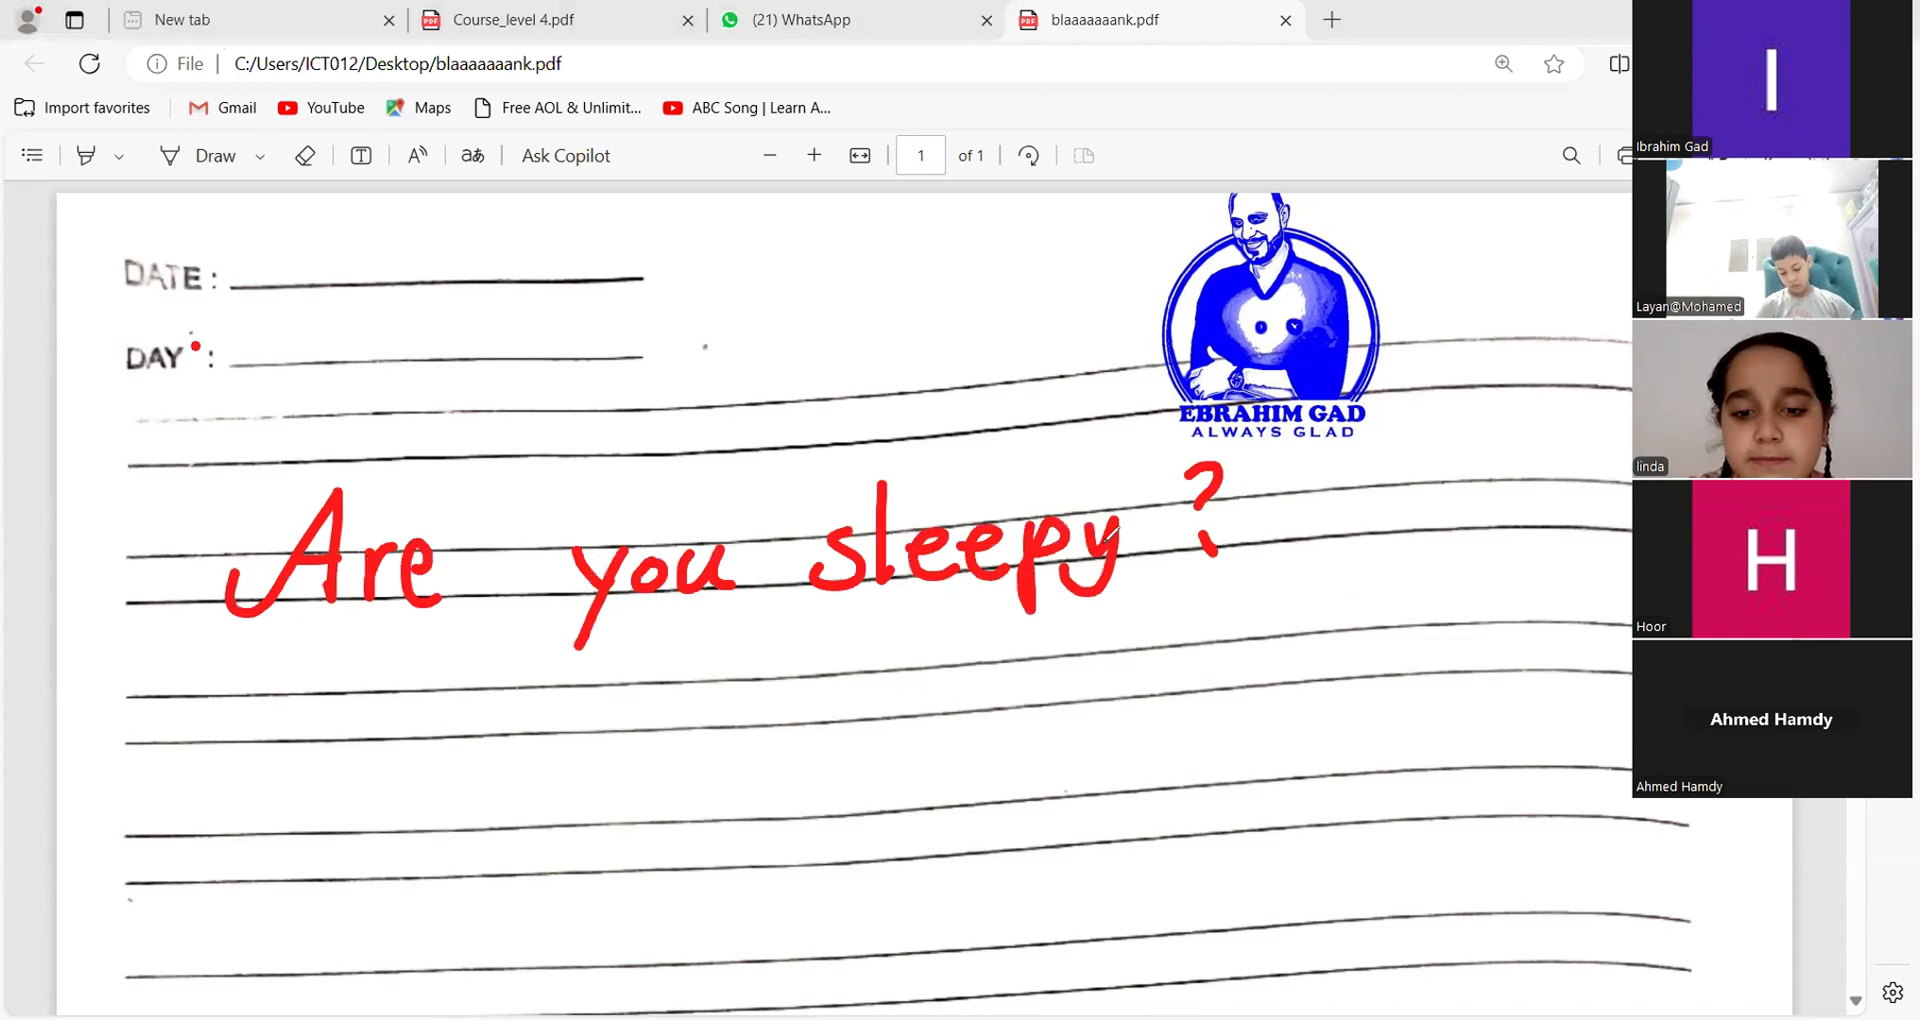 New tab
Course_level 4.pdf
(21) WhatsApp
blaaaaaaank.pdf
File
C:/Users/ICT012/Desktop/blaaaaaaank.pdf
Import favorites
Gmail
YouTube
Maps
Free AOL & Unlimit...
ABC Song | Learn A...
Draw
aあ
Ask Copilot
1 of 1
DATE :
DAY :
EBRAHIM GAD
ALWAYS GLAD
Are you sleepy ?
I
Ibrahim Gad
Layan@Mohamed
linda
H
Hoor
Ahmed Hamdy
Ahmed Hamdy